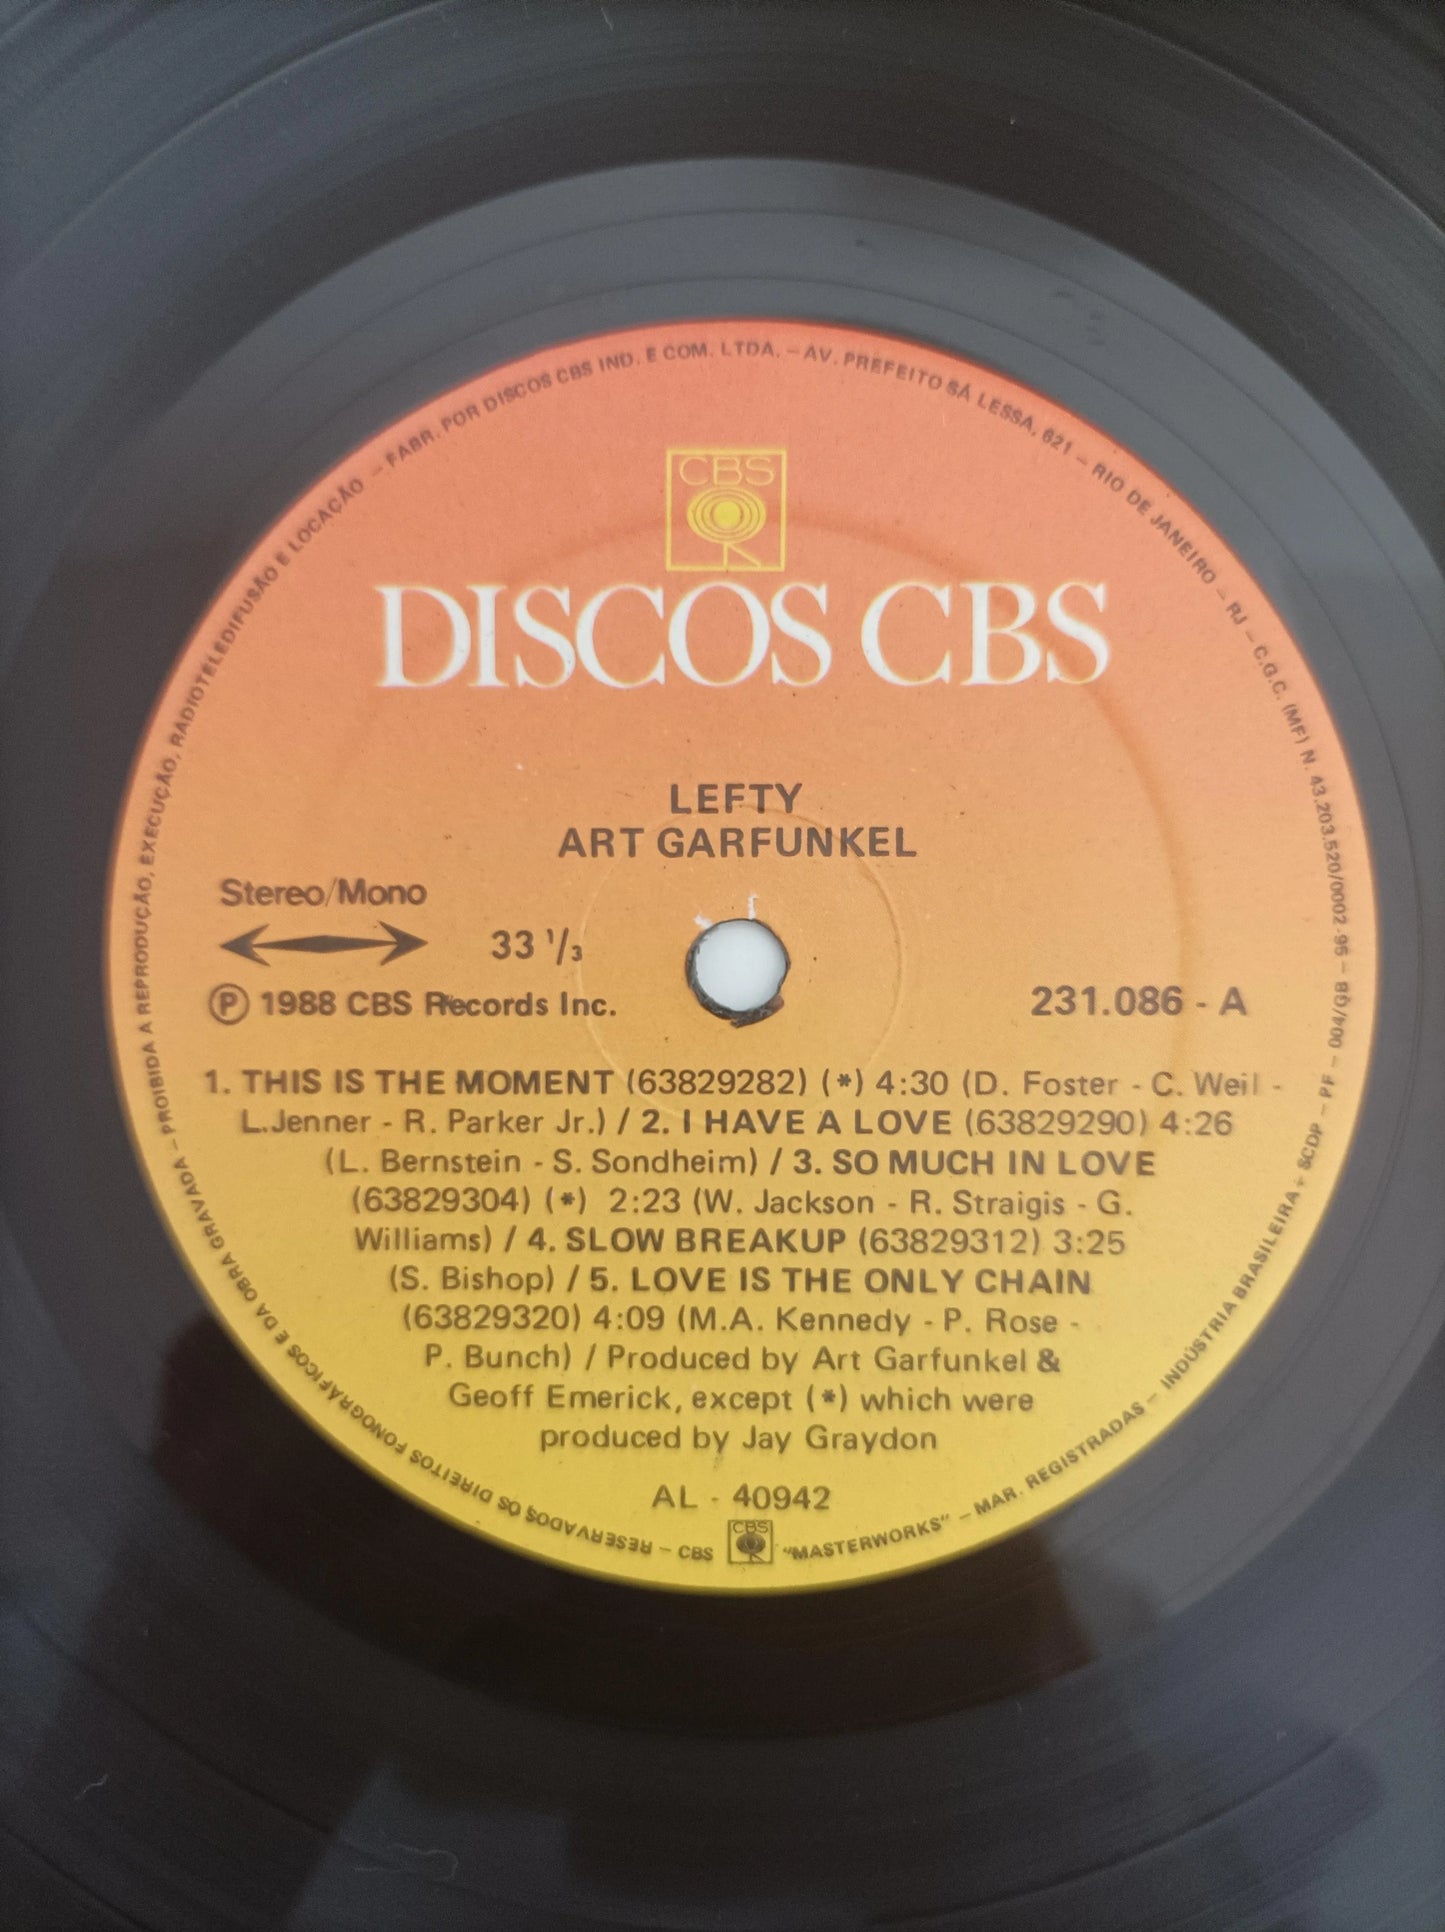 CBS
DISCOS CBS
LEFTY
ART GARFUNKEL
Stereo/Mono
33 1/3
Ⓟ 1988 CBS Records Inc.
231.086 - A
1. THIS IS THE MOMENT (63829282) (*) 4:30 (D. Foster - C. Weil -
L.Jenner - R. Parker Jr.) / 2. I HAVE A LOVE (63829290) 4:26
(L. Bernstein - S. Sondheim) / 3. SO MUCH IN LOVE
(63829304) (*) 2:23 (W. Jackson - R. Straigis - G.
Williams) / 4. SLOW BREAKUP (63829312) 3:25
(S. Bishop) / 5. LOVE IS THE ONLY CHAIN
(63829320) 4:09 (M.A. Kennedy - P. Rose -
P. Bunch) / Produced by Art Garfunkel &
Geoff Emerick, except (*) which were
produced by Jay Graydon
AL - 40942
RESERVADOS OS DIREITOS FONOGRÁFICOS E DA OBRA GRAVADA - PROIBIDA A REPRODUÇÃO, EXECUÇÃO, RADIOTELEDIFUSÃO E LOCAÇÃO - FABR. POR DISCOS CBS IND. E COM. LTDA. - AV. PREFEITO SÁ LESSA, 621 - RIO DE JANEIRO - RJ - C.G.C. (MF) N. 43.203.520/0002-95 - 004/GB - PF - SCDP - INDÚSTRIA BRASILEIRA
- CBS CBS "MASTERWORKS" - MAR. REGISTRADAS -